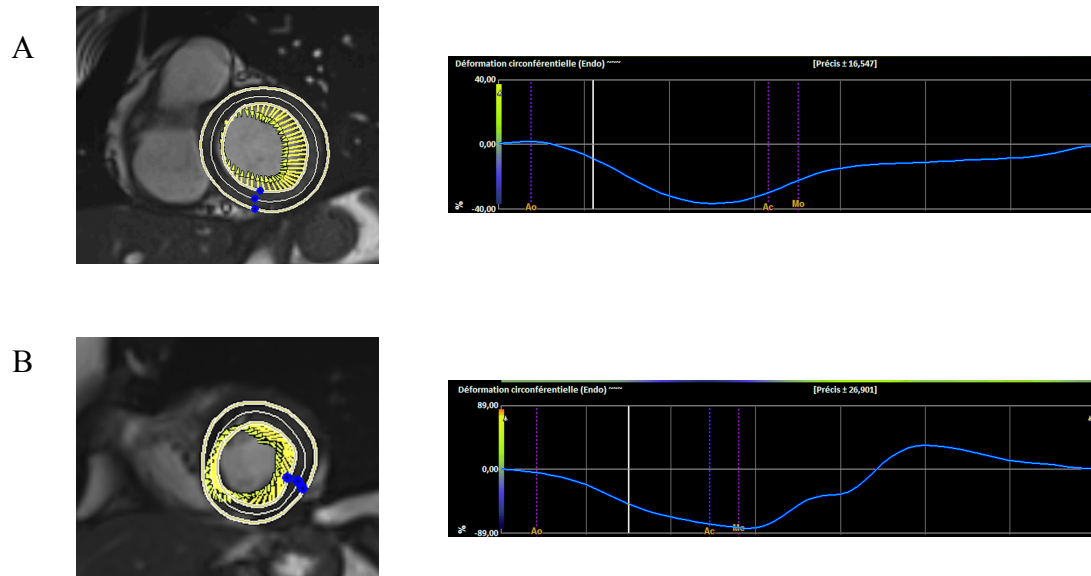 A
Déformation circonférentielle (Endo) ~~~ [Précis ± 16,547]
40,00
0,00
-40,00
%
Ao
Ac
Mo
B
Déformation circonférentielle (Endo) ~~~ [Précis ± 26,901]
89,00
0,00
-89,00
%
Ao
Ac
Mo